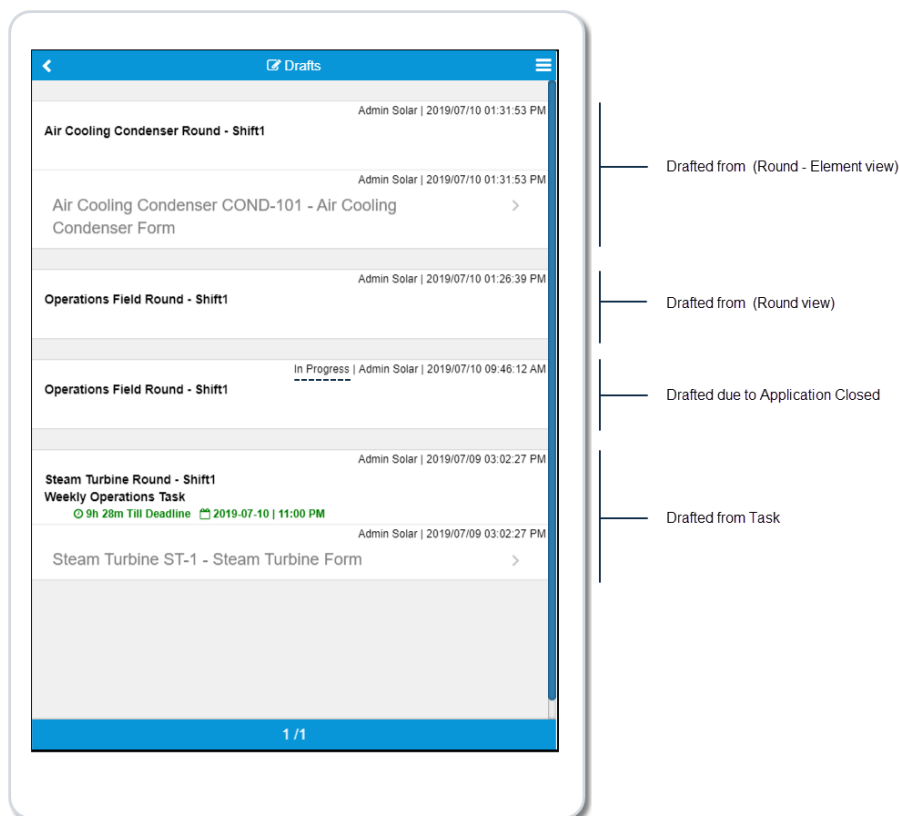 Drafts
Admin Solar | 2019/07/10 01:31:53 PM
Air Cooling Condenser Round - Shift1
Admin Solar | 2019/07/10 01:31:53 PM
Air Cooling Condenser COND-101 - Air Cooling
Condenser Form
Drafted from (Round - Element view)
Admin Solar | 2019/07/10 01:26:39 PM
Operations Field Round - Shift1
Drafted from (Round view)
In Progress | Admin Solar | 2019/07/10 09:46:12 AM
Operations Field Round - Shift1
Drafted due to Application Closed
Admin Solar | 2019/07/09 03:02:27 PM
Steam Turbine Round - Shift1
Weekly Operations Task
9h 28m Till Deadline 2019-07-10 | 11:00 PM
Admin Solar | 2019/07/09 03:02:27 PM
Steam Turbine ST-1 - Steam Turbine Form
Drafted from Task
1 /1